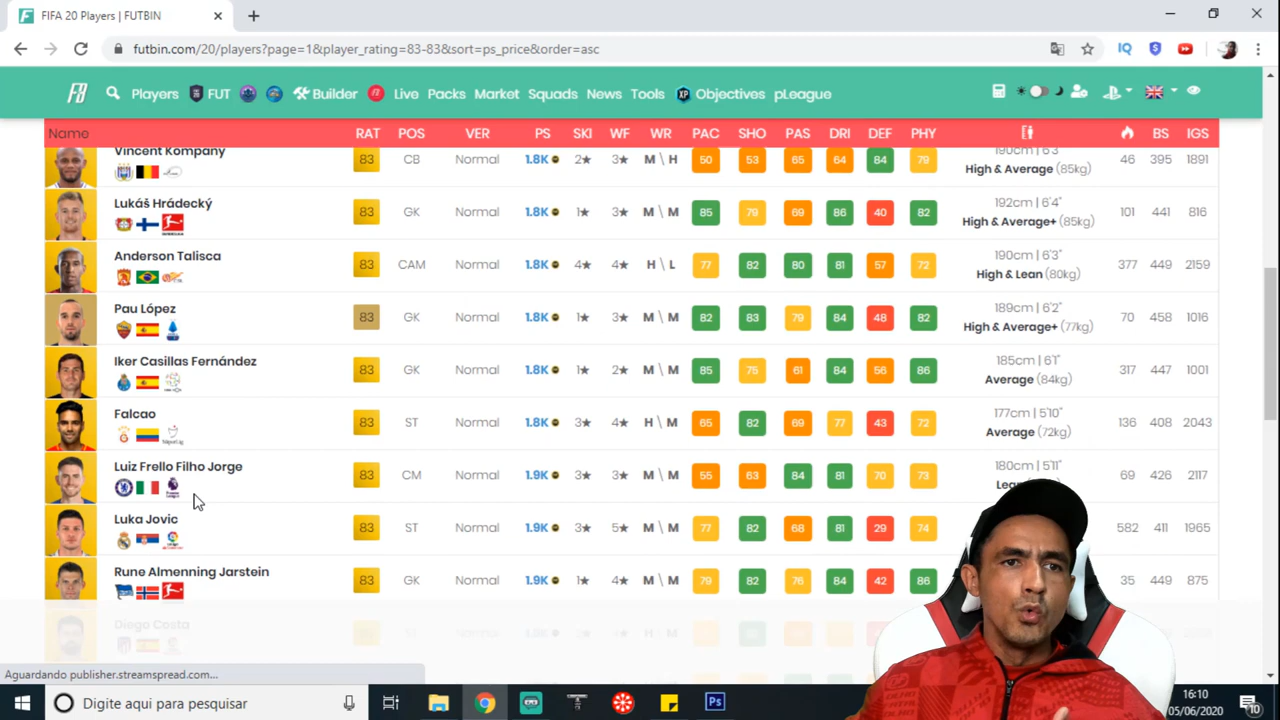 FIFA 20 Players | FUTBIN
futbin.com/20/players?page=1&player_rating=83-83&sort=ps_price&order=asc
IQ
F8 Players FUT Builder Live Packs Market Squads News Tools XP Objectives pLeague
Name RAT POS VER PS SKI WF WR PAC SHO PAS DRI DEF PHY BS IGS
Vincent Kompany 83 CB Normal 1.8K 2★ 3★ M \ H 50 53 65 64 84 79 190cm | 6'3" 46 395 1891
High & Average (85kg)
Lukáš Hrádecký 83 GK Normal 1.8K 1★ 3★ M \ M 85 79 69 86 40 82 192cm | 6'4" 101 441 816
High & Average+ (85kg)
Anderson Talisca 83 CAM Normal 1.8K 4★ 4★ H \ L 77 82 80 81 57 72 190cm | 6'3" 377 449 2159
High & Lean (80kg)
Pau López 83 GK Normal 1.8K 1★ 3★ M \ M 82 83 79 84 48 82 189cm | 6'2" 70 458 1016
High & Average+ (77kg)
Iker Casillas Fernández 83 GK Normal 1.8K 1★ 2★ M \ M 85 75 61 84 56 86 185cm | 6'1" 317 447 1001
Average (84kg)
Falcao 83 ST Normal 1.8K 3★ 4★ H \ M 65 82 69 77 43 72 177cm | 5'10" 136 408 2043
Average (72kg)
Luiz Frello Filho Jorge 83 CM Normal 1.9K 3★ 3★ M \ M 55 63 84 81 70 73 180cm | 5'11" 69 426 2117
Luka Jovic 83 ST Normal 1.9K 3★ 5★ M \ M 77 82 68 81 29 74 582 411 1965
Rune Almenning Jarstein 83 GK Normal 1.9K 1★ 4★ M \ M 79 82 76 84 42 86 35 449 875
Diego Costa
Aguardando publisher.streamspread.com...
Digite aqui para pesquisar
Ps
16:10
05/06/2020
10